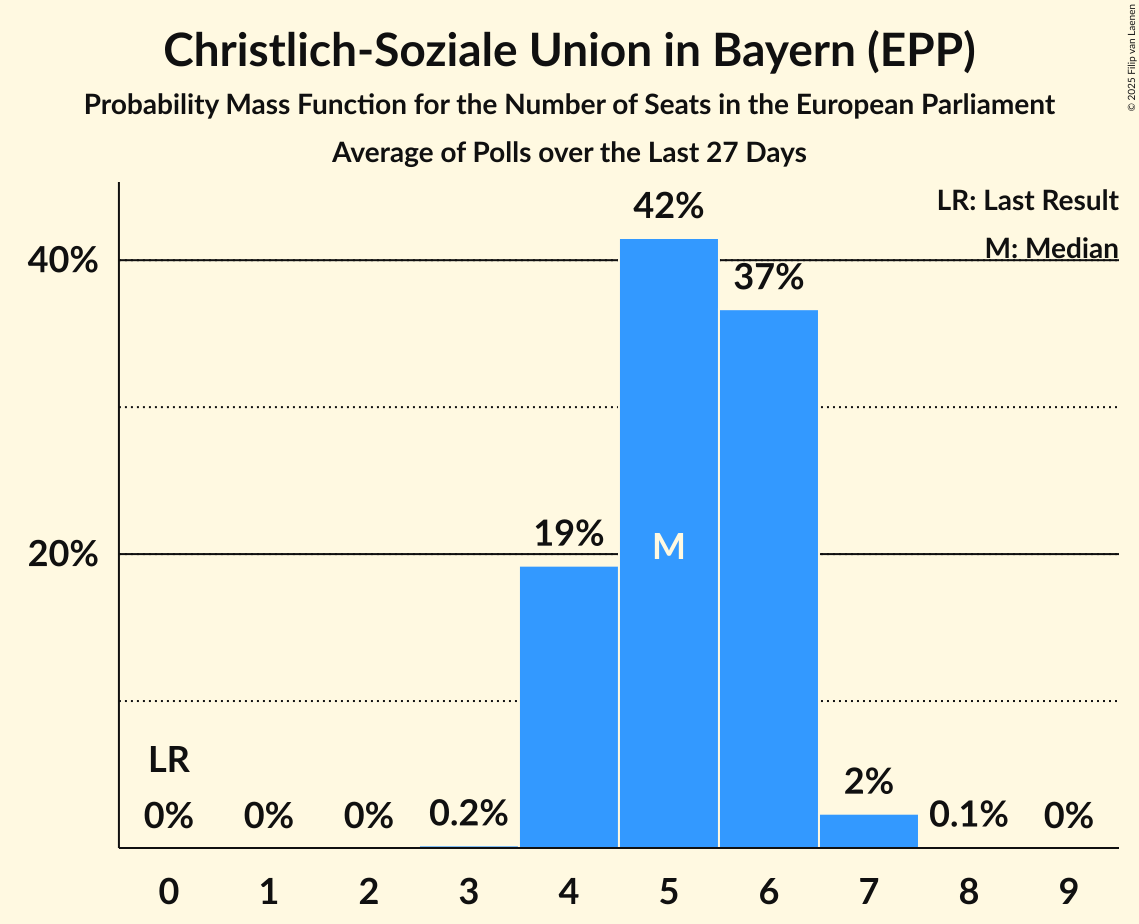 Christlich-Soziale Union in Bayern (EPP)
Probability Mass Function for the Number of Seats in the European Parliament
Average of Polls over the Last 27 Days
© 2025 Filip van Laenen
LR: Last Result
M: Median
42%
40%
37%
19%
M
20%
LR
2%
0% 0% 0% 0.2% 0.1% 0%
0 1 2 3 4 5 6 7 8 9